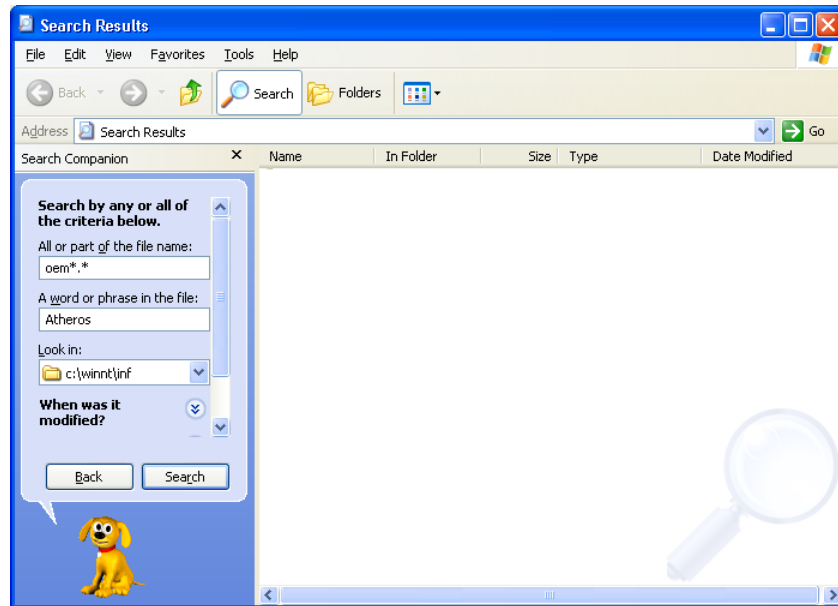 Search Results
File Edit View Favorites Tools Help
Back Search Folders
Address Search Results Go
Search Companion
Name In Folder Size Type Date Modified
Search by any or all of
the criteria below.
All or part of the file name:
oem*.*
A word or phrase in the file:
Atheros
Look in:
c:\winnt\inf
When was it
modified?
Back Search